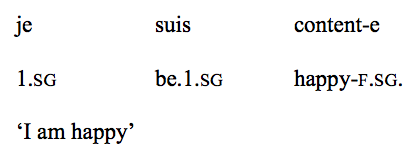 je suis content-e
1.SG be.1.SG happy-F.SG.
‘I am happy’